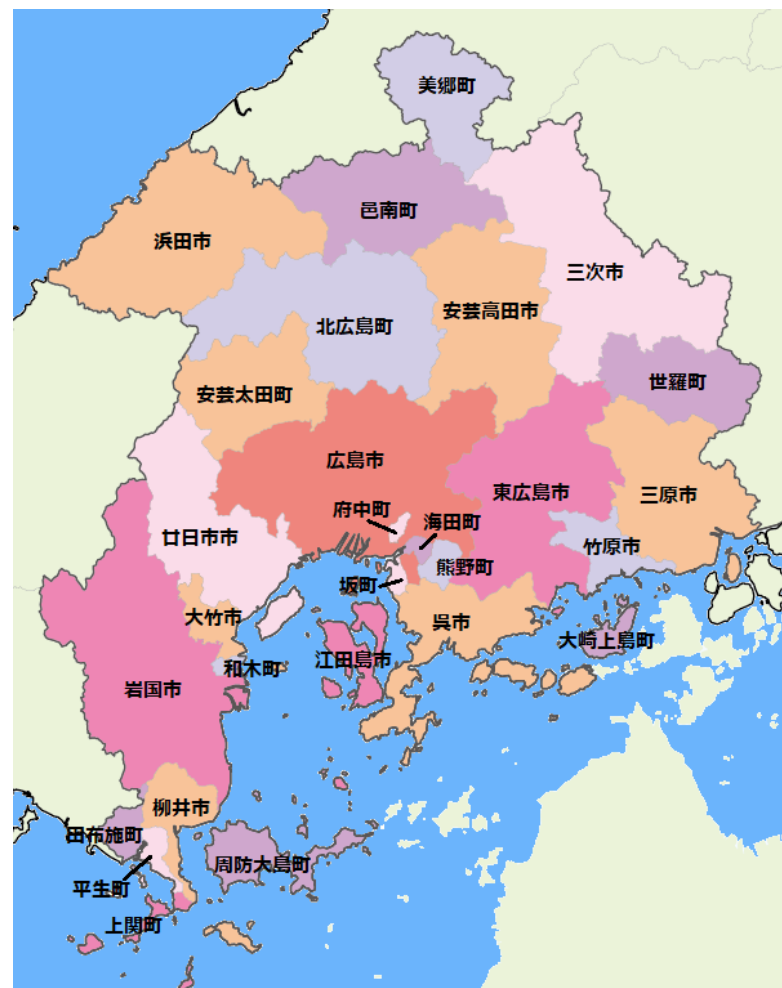 美郷町
邑南町
浜田市
三次市
安芸高田市
北広島町
世羅町
安芸太田町
広島市
東広島市
三原市
府中町
海田町
廿日市市
竹原市
熊野町
坂町
大竹市
呉市
大崎上島町
江田島市
和木町
岩国市
柳井市
田布施町
周防大島町
平生町
上関町